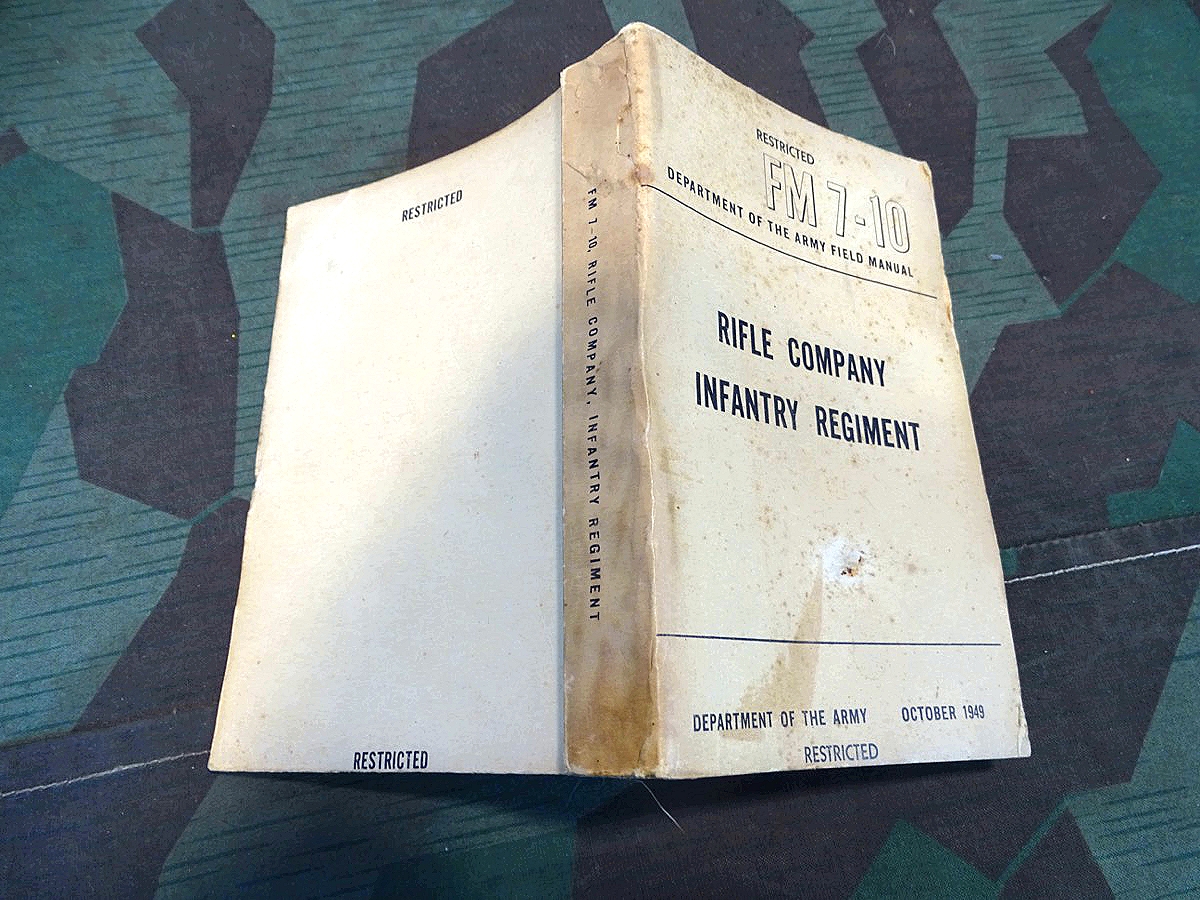 RESTRICTED
RESTRICTED
FM 7-10, RIFLE COMPANY, INFANTRY REGIMENT
RESTRICTED
FM 7-10
DEPARTMENT OF THE ARMY FIELD MANUAL
RIFLE COMPANY
INFANTRY REGIMENT
DEPARTMENT OF THE ARMY OCTOBER 1949
RESTRICTED